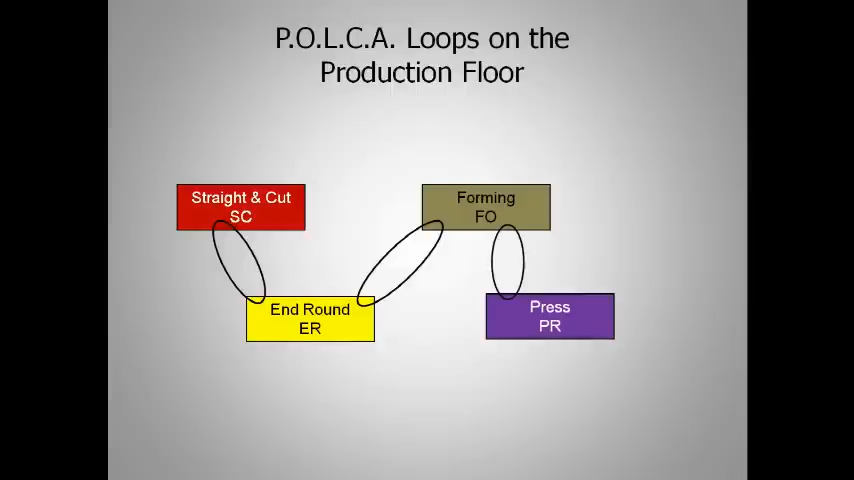 P.O.L.C.A. Loops on the
Production Floor
Straight & Cut
SC
Forming
FO
End Round
ER
Press
PR